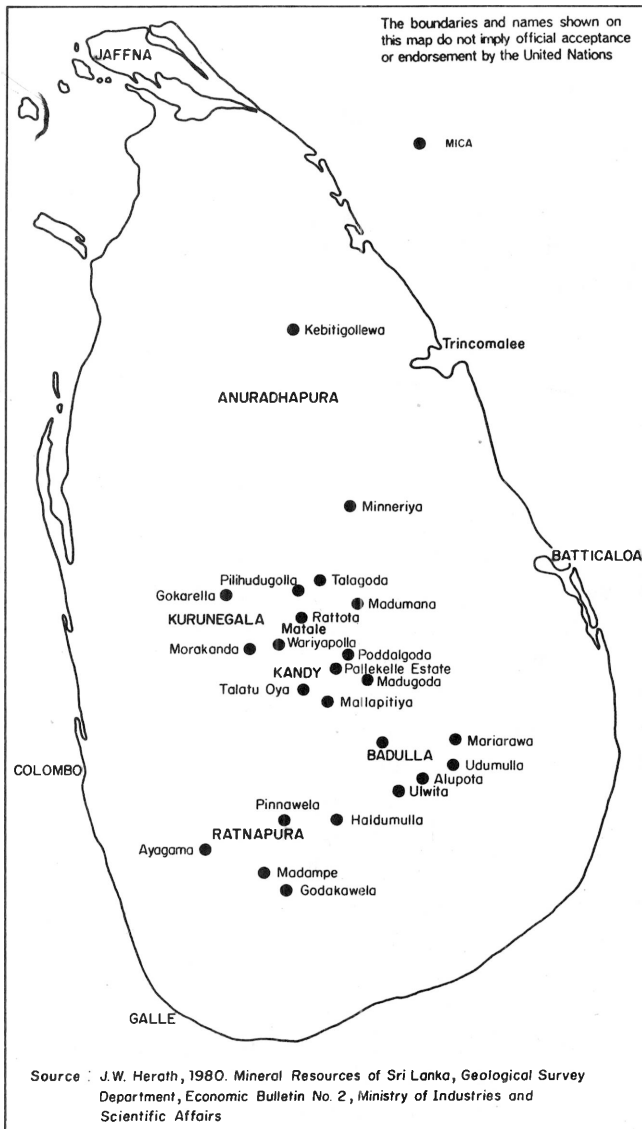 The boundaries and names shown on
this map do not imply official acceptance
or endorsement by the United Nations
JAFFNA
MICA
Kebitigollewa
Trincomalee
ANURADHAPURA
Minneriya
BATTICALOA
Pilihudugolla
Talagoda
Gokarella
Madumana
KURUNEGALA
Rattota
Matale
Wariyapolla
Morakanda
Poddalgoda
KANDY
Pallekelle Estate
Talatu Oya
Madugoda
Mallapitiya
Mariarawa
BADULLA
Udumulla
COLOMBO
Alupota
Ulwita
Pinnawela
Haldumulla
RATNAPURA
Ayagama
Madampe
Godakawela
GALLE
Source : J.W. Herath, 1980. Mineral Resources of Sri Lanka, Geological Survey
Department, Economic Bulletin No. 2, Ministry of Industries and
Scientific Affairs